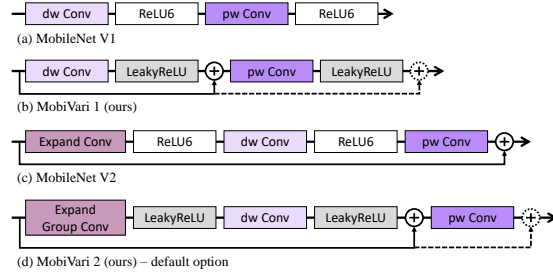 dw Conv ReLU6 pw Conv ReLU6
(a) MobileNet V1
dw Conv LeakyReLU + pw Conv LeakyReLU +
(b) MobiVari 1 (ours)
Expand Conv ReLU6 dw Conv ReLU6 pw Conv +
(c) MobileNet V2
Expand
Group Conv LeakyReLU dw Conv LeakyReLU + pw Conv +
(d) MobiVari 2 (ours) – default option